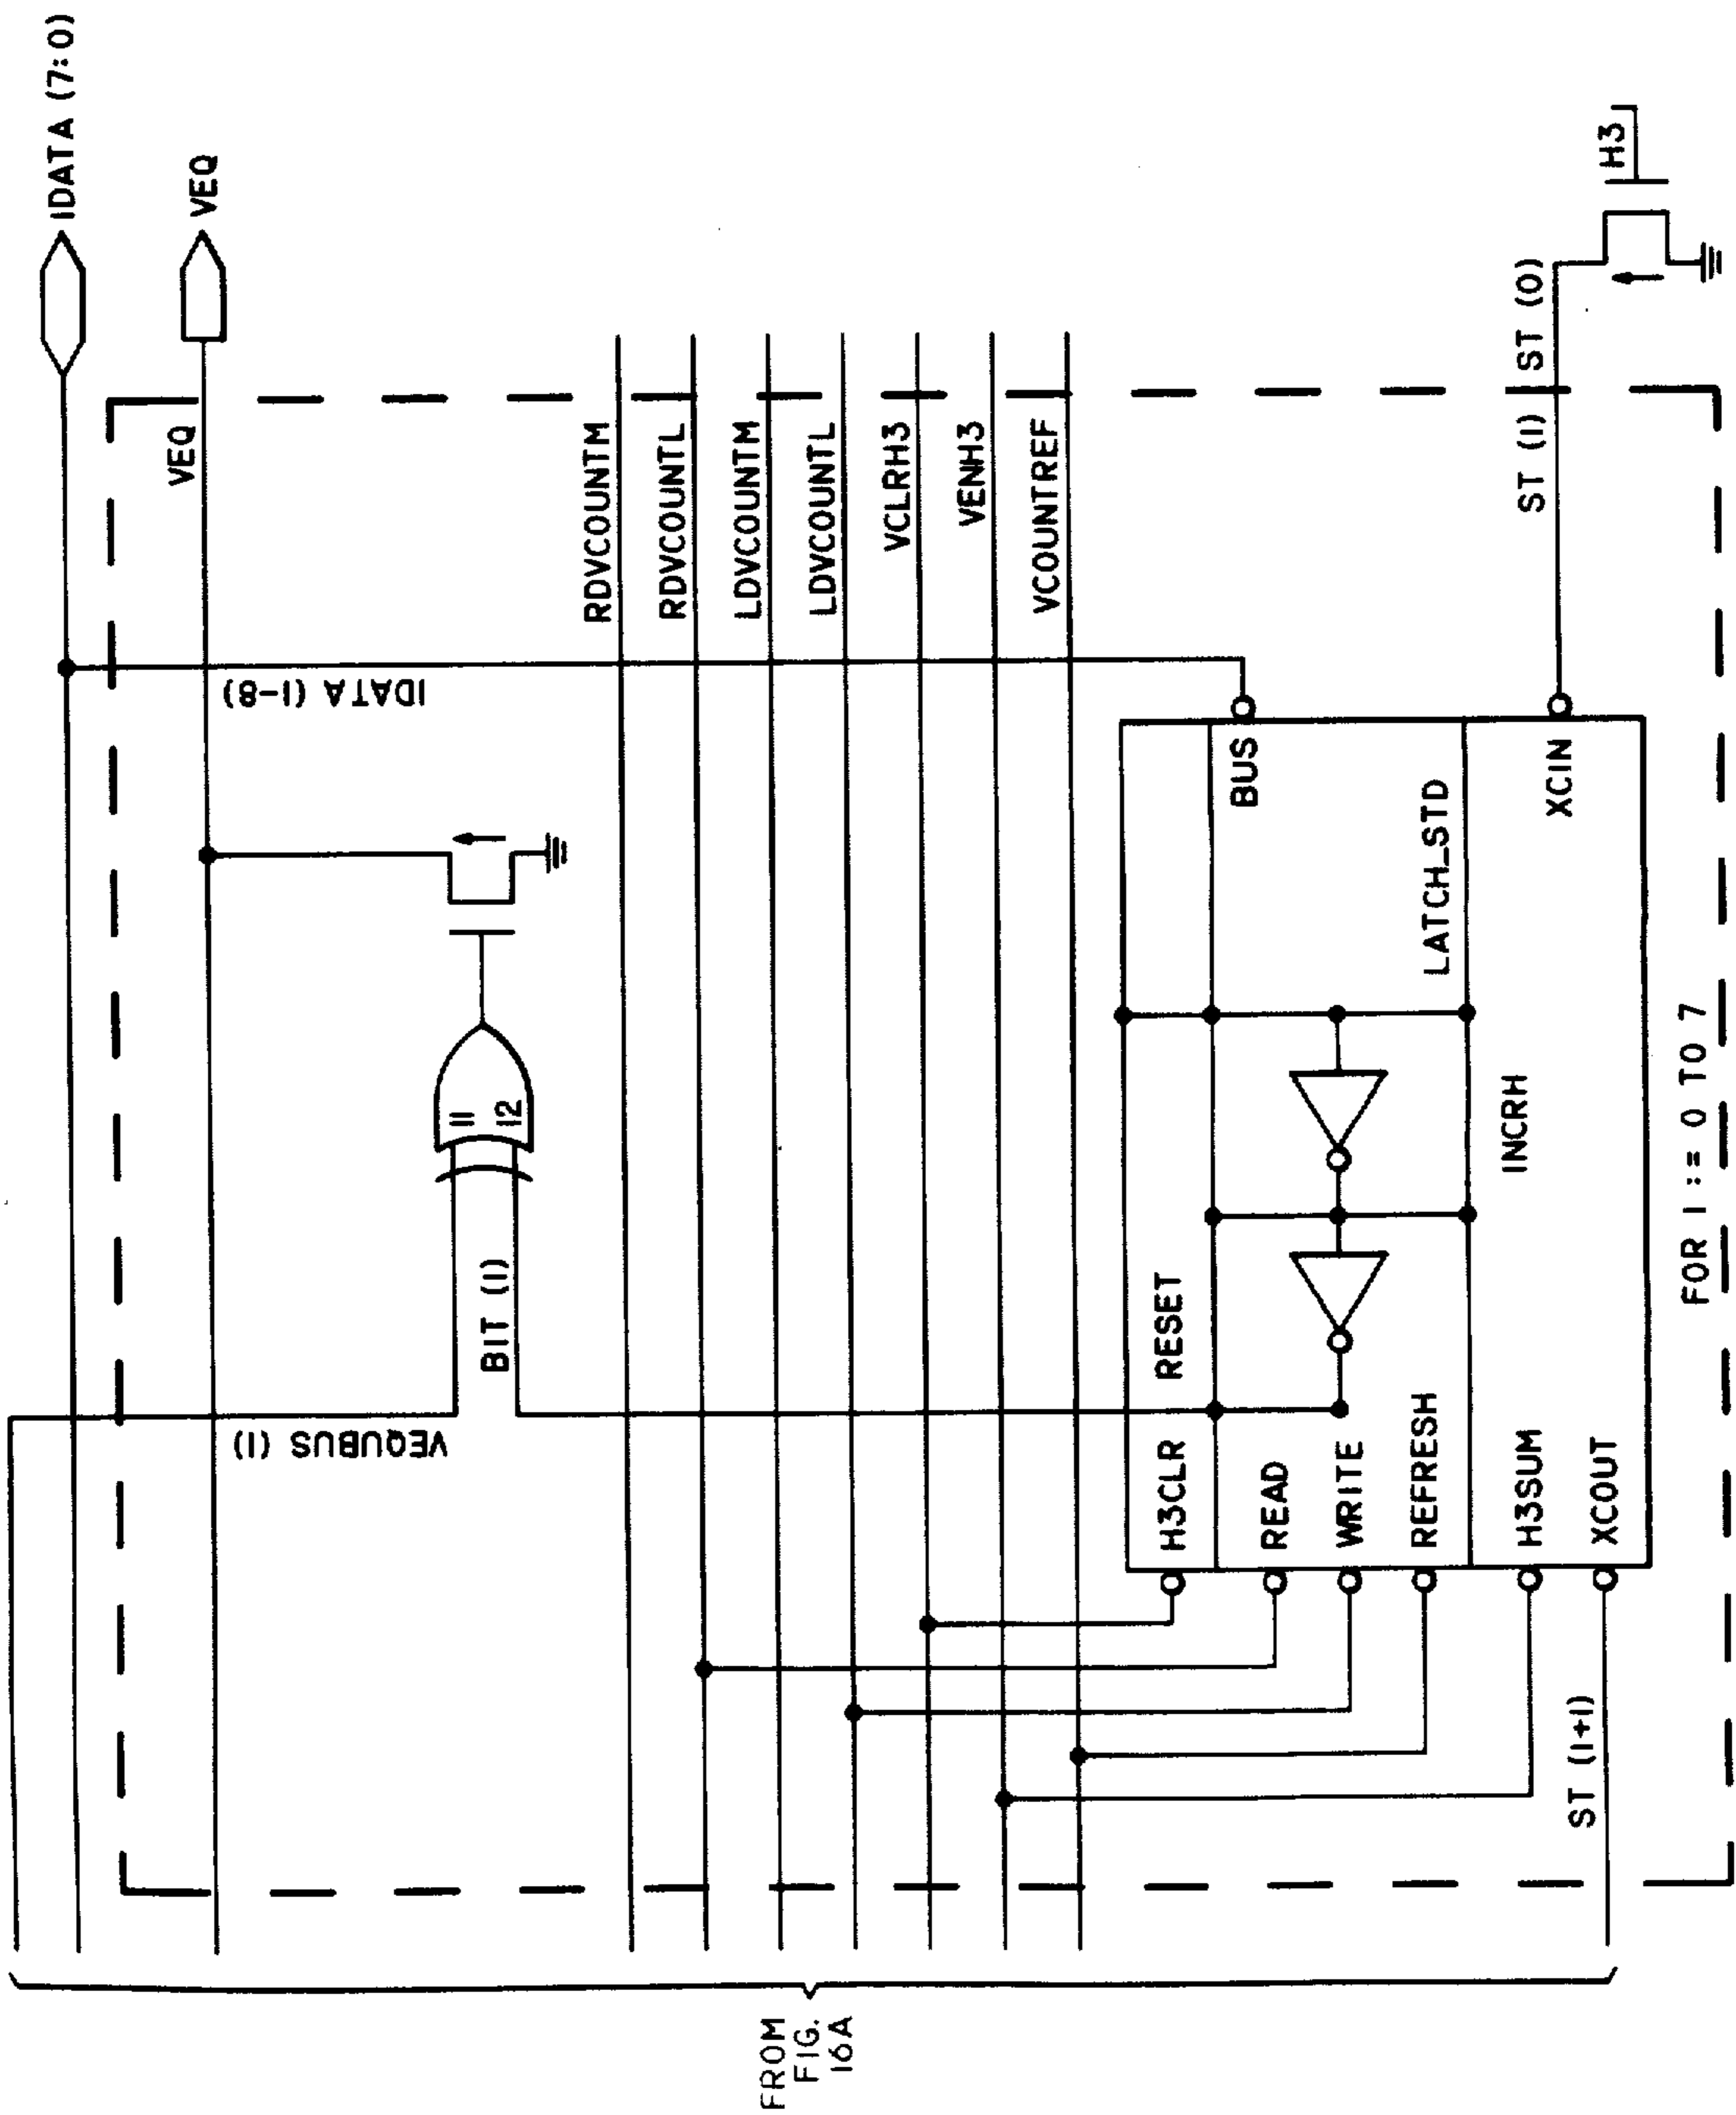 IDATA (7:0)
VEQ
VEQ
IDATA (I-8)
VEQUBUS (I)
BIT (I)
I1
I2
RDVCOUNTM
RDVCOUNTL
LDVCOUNTM
LDVCOUNTL
VCLRH3
VENH3
VCOUNTREF
H3CLR
RESET
READ
WRITE
REFRESH
BUS
LATCH_STD
H3SUM
INCRH
XCOUT
XCIN
ST (I+1)
ST (I)
ST (0)
H3
FOR I := 0 TO 7
FROM
FIG.
16A